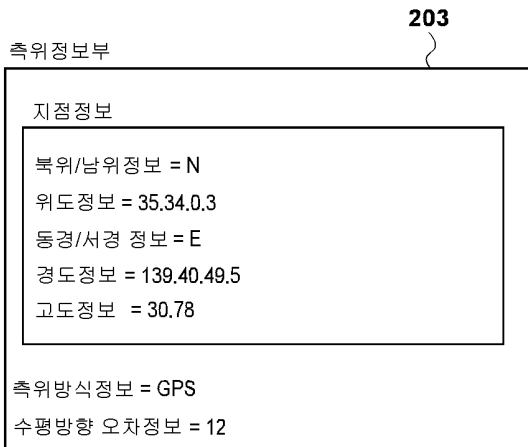 203
측위정보부
지점정보
북위/남위정보 = N
위도정보 = 35.34.0.3
동경/서경 정보 = E
경도정보 = 139.40.49.5
고도정보 = 30.78
측위방식정보 = GPS
수평방향 오차정보 = 12